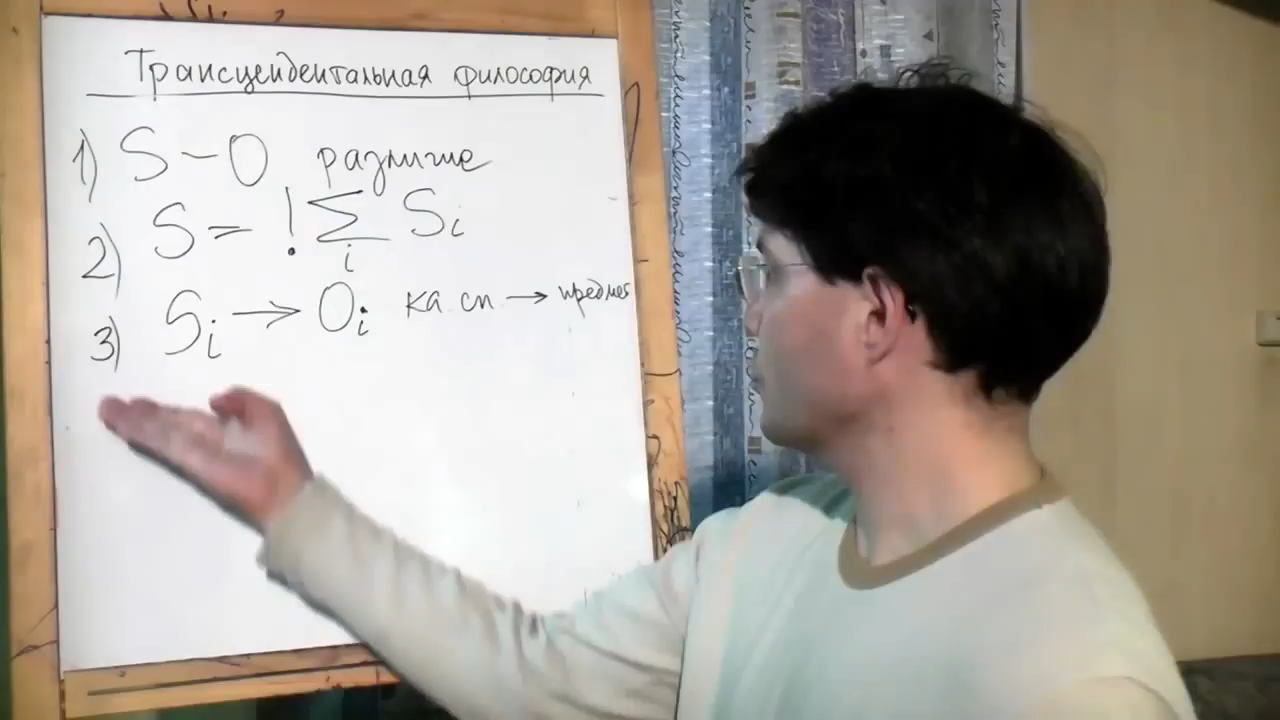 Трансцендентальная философия
1) S – O различие
2) S = ! ∑ i Si
3) Si → Oi ка сп → предмет